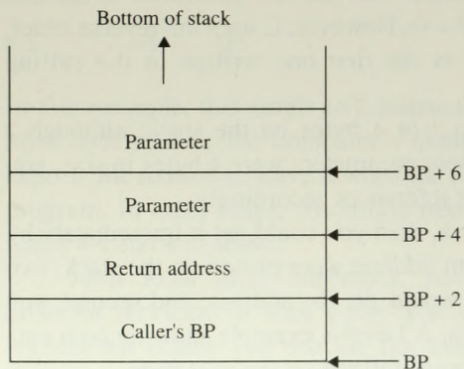 Bottom of stack
Parameter
BP + 6
Parameter
BP + 4
Return address
BP + 2
Caller's BP
BP